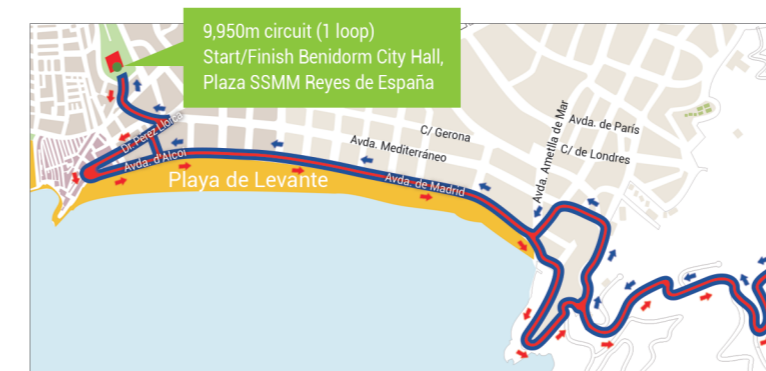 9,950m circuit (1 loop)
Start/Finish Benidorm City Hall,
Plaza SSMM Reyes de España
Dr. Pérez Llorca
Avda. d'Alcoi
Playa de Levante
C/ Gerona
Avda. Mediterráneo
Avda. de Madrid
Avda. Ametlla de Mar
Avda. de París
C/ de Londres